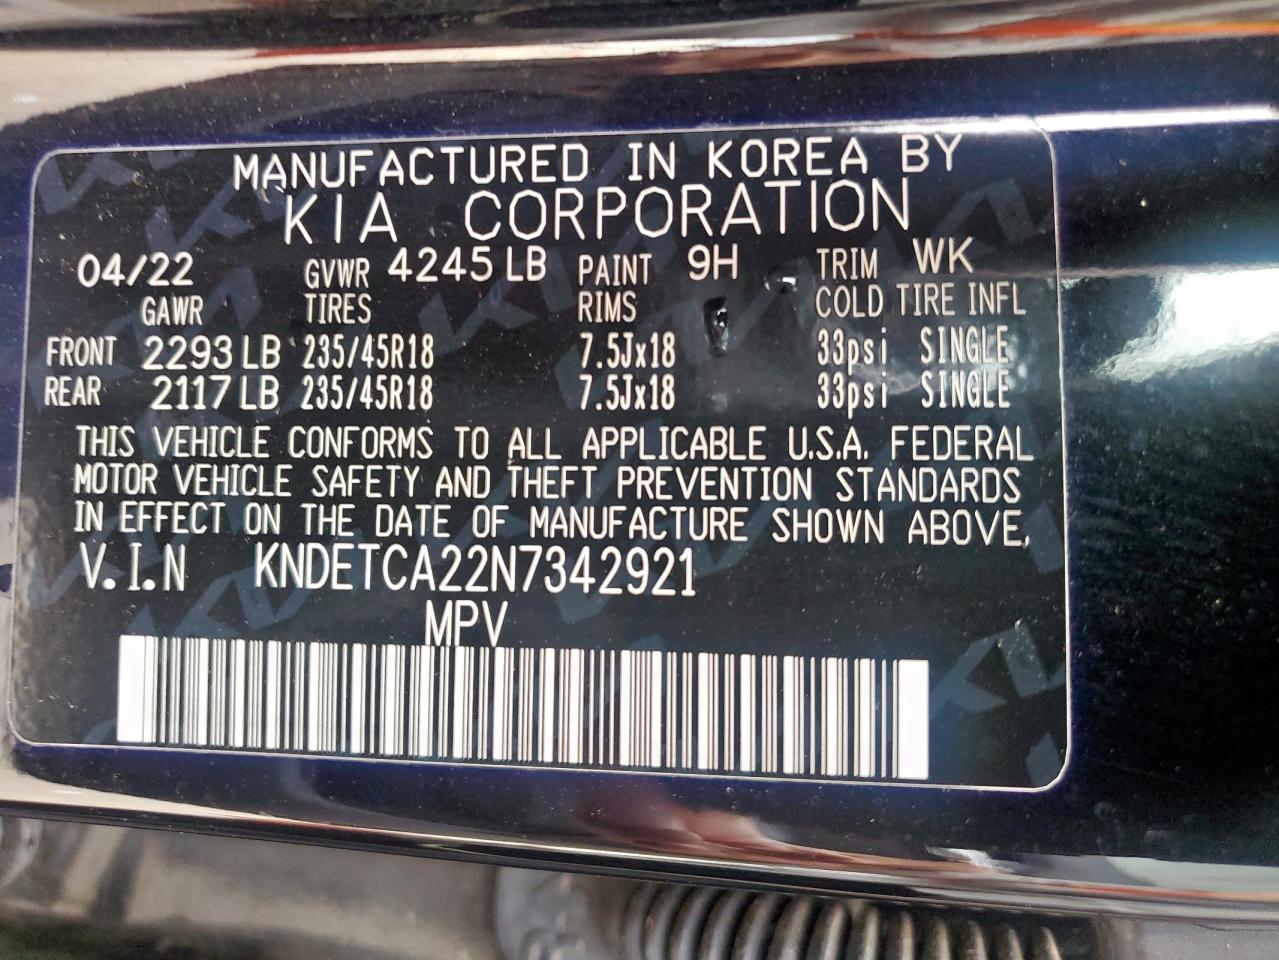 MANUFACTURED IN KOREA BY
KIA CORPORATION
04/22 GVWR 4245 LB PAINT 9H TRIM WK
GAWR TIRES RIMS COLD TIRE INFL
FRONT 2293 LB 235/45R18 7.5Jx18 33psi SINGLE
REAR 2117 LB 235/45R18 7.5Jx18 33psi SINGLE
THIS VEHICLE CONFORMS TO ALL APPLICABLE U.S.A. FEDERAL
MOTOR VEHICLE SAFETY AND THEFT PREVENTION STANDARDS
IN EFFECT ON THE DATE OF MANUFACTURE SHOWN ABOVE.
V.I.N KNDETCA22N7342921
MPV